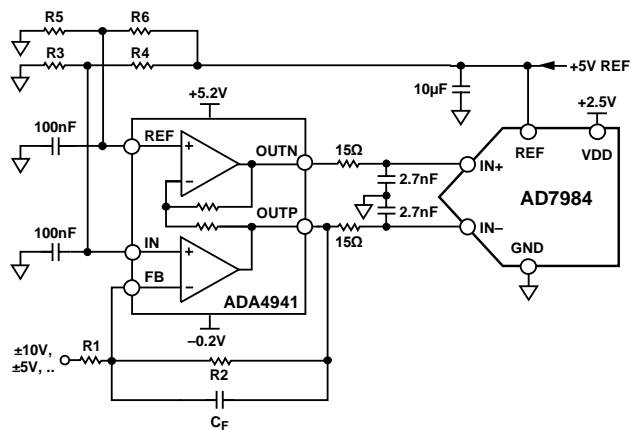 R5
R6
R3
R4
+5V REF
10µF
+5.2V
+2.5V
100nF
REF
OUTN
15Ω
REF
VDD
IN+
2.7nF
AD7984
OUTP
2.7nF
100nF
IN
15Ω
IN–
GND
FB
ADA4941
–0.2V
±10V,
±5V, ..
R1
R2
CF